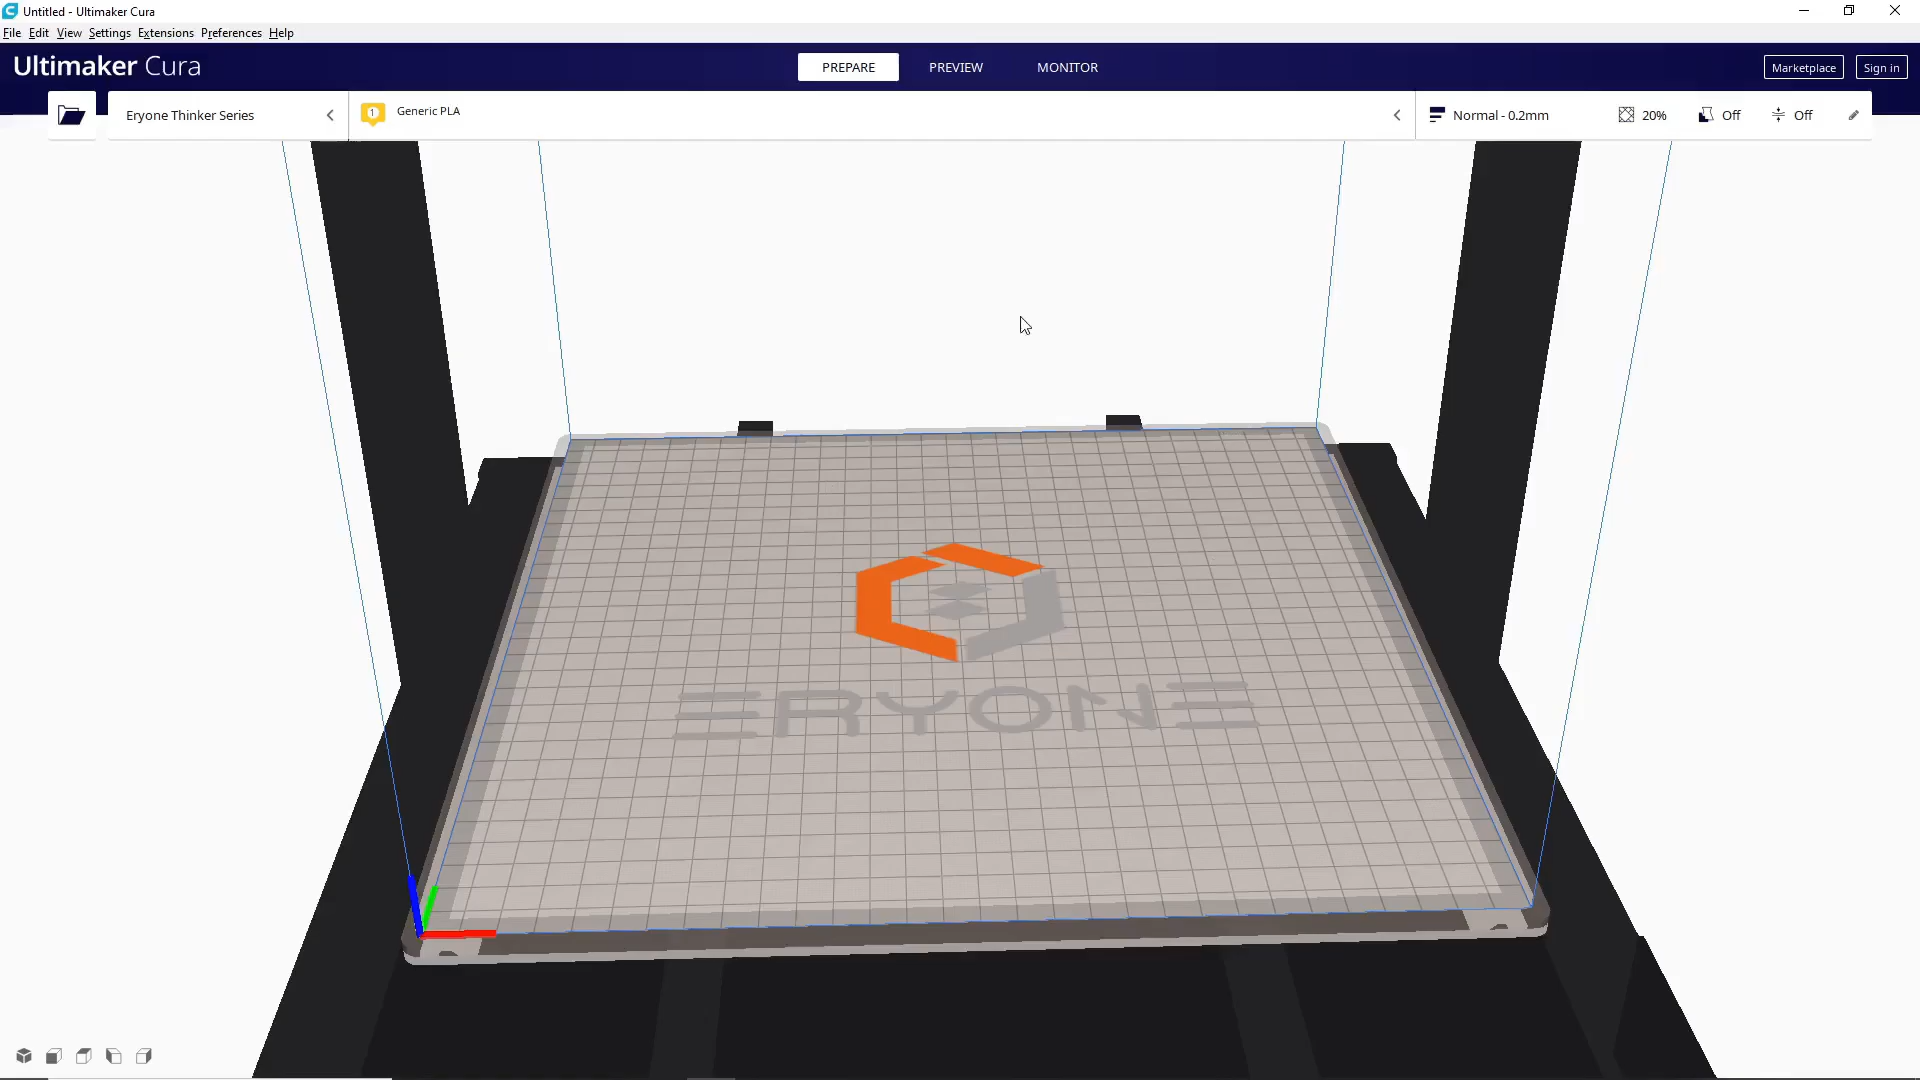 Untitled - Ultimaker Cura
File Edit View Settings Extensions Preferences Help
Ultimaker Cura
PREPARE PREVIEW MONITOR
Marketplace Sign in
Eryone Thinker Series 1 Generic PLA Normal - 0.2mm 20% Off Off
ERYONE